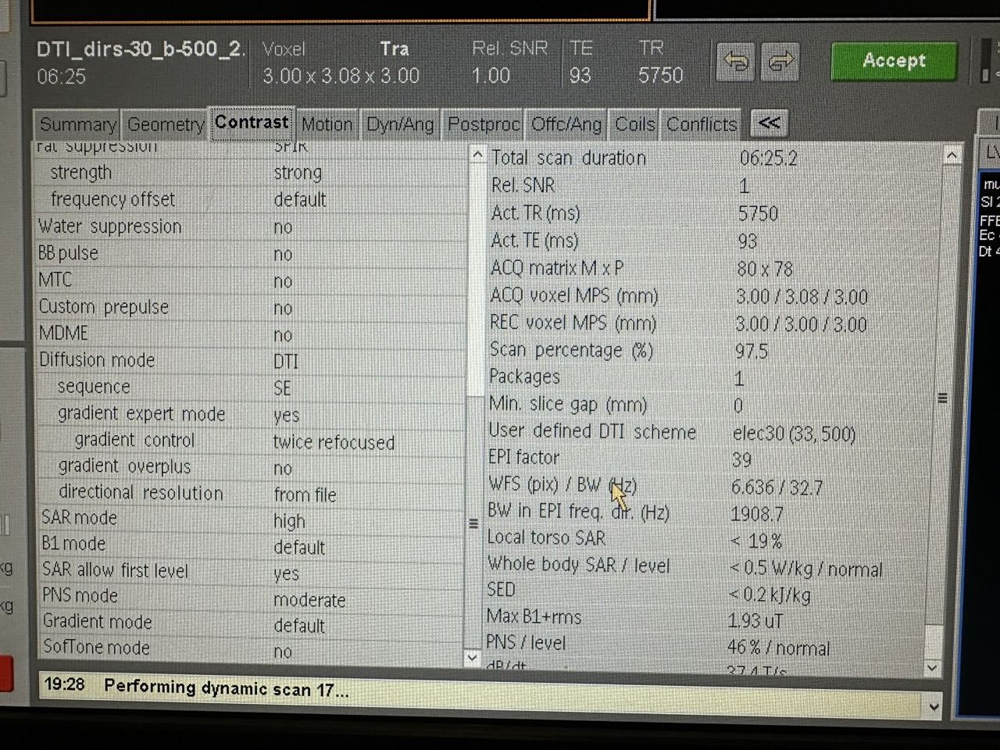 DTI_dirs-30_b-500_2.
06:25
Voxel Tra
3.00 x 3.08 x 3.00
Rel. SNR
1.00
TE
93
TR
5750
Accept
Summary Geometry Contrast Motion Dyn/Ang Postproc Offc/Ang Coils Conflicts <<
Fat suppression SPIR
strength strong
frequency offset default
Water suppression no
BB pulse no
MTC no
Custom prepulse no
MDME no
Diffusion mode DTI
sequence SE
gradient expert mode yes
gradient control twice refocused
gradient overplus no
directional resolution from file
SAR mode high
B1 mode default
SAR allow first level yes
PNS mode moderate
Gradient mode default
SofTone mode no
Total scan duration 06:25.2
Rel. SNR 1
Act. TR (ms) 5750
Act. TE (ms) 93
ACQ matrix M x P 80 x 78
ACQ voxel MPS (mm) 3.00 / 3.08 / 3.00
REC voxel MPS (mm) 3.00 / 3.00 / 3.00
Scan percentage (%) 97.5
Packages 1
Min. slice gap (mm) 0
User defined DTI scheme elec30 (33, 500)
EPI factor 39
WFS (pix) / BW (Hz) 6.636 / 32.7
BW in EPI freq. dir. (Hz) 1908.7
Local torso SAR < 19 %
Whole body SAR / level < 0.5 W/kg / normal
SED < 0.2 kJ/kg
Max B1+rms 1.93 uT
PNS / level 46 % / normal
dB/dt 37.4 T/s
19:28 Performing dynamic scan 17...
kg
kg
mu
Sl 2
FFE
Ec
Dt 4